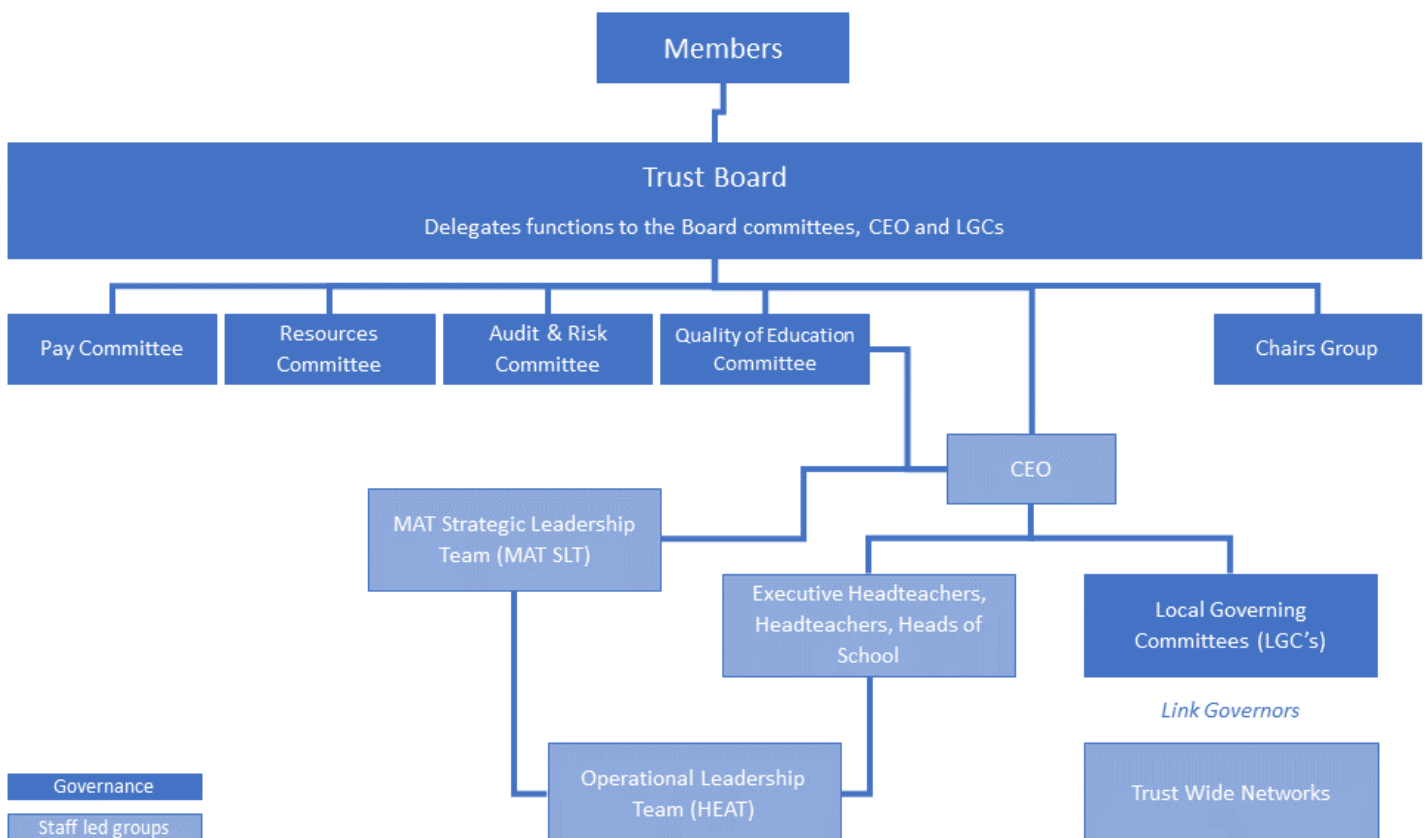 Members
Trust Board
Delegates functions to the Board committees, CEO and LGCs
Pay Committee
Resources
Committee
Audit & Risk
Committee
Quality of Education
Committee
Chairs Group
CEO
MAT Strategic Leadership
Team (MAT SLT)
Executive Headteachers,
Headteachers, Heads of
School
Local Governing
Committees (LGC’s)
Link Governors
Operational Leadership
Team (HEAT)
Trust Wide Networks
Governance
Staff led groups